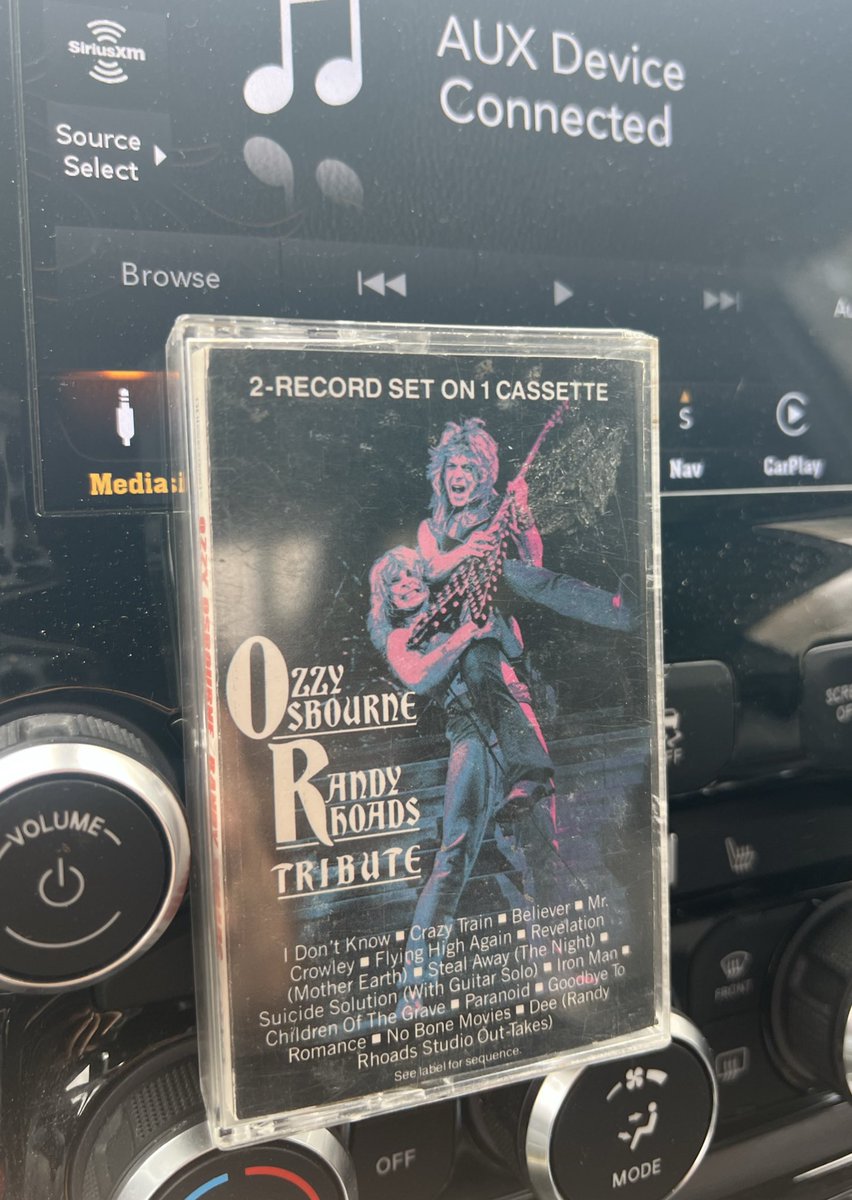 SiriusXM
AUX Device
Connected
Source
Select
Browse
2-RECORD SET ON 1 CASSETTE
S
Nav
CarPlay
OZZY
OSBOURNE
RANDY
RHOADS
TRIBUTE
I Don't Know ▪ Crazy Train ▪ Believer ▪ Mr.
Crowley ▪ Flying High Again ▪ Revelation
(Mother Earth) ▪ Steal Away (The Night) ▪
Suicide Solution (With Guitar Solo) ▪ Iron Man ▪
Children Of The Grave ▪ Paranoid ▪ Goodbye To
Romance ▪ No Bone Movies ▪ Dee (Randy
Rhoads Studio Out-Takes)
See label for sequence.
VOLUME
FRONT
OFF
MODE